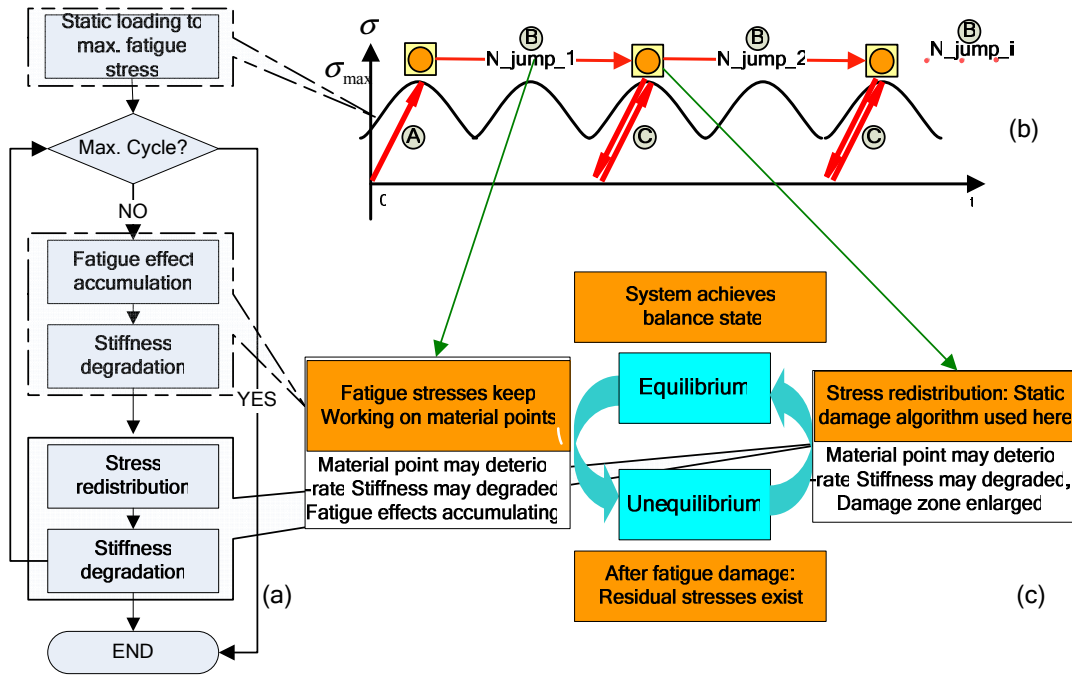 Static loading to
max. fatigue
stress
Max. Cycle?
NO
Fatigue effect
accumulation
Stiffness
degradation
YES
Stress
redistribution
Stiffness
degradation
END
(a)
σ
σmax
A
B
N_jump_1
B
N_jump_2
B
N_jump_i
C
C
0
t
(b)
System achieves
balance state
Fatigue stresses keep
Working on material points
Material point may deterio
-rate Stiffness may degraded
Fatigue effects accumulating
Equilibrium
Unequilibrium
Stress redistribution: Static
damage algorithm used here
Material point may deterio
-rate Stiffness may degraded,
Damage zone enlarged
After fatigue damage:
Residual stresses exist
(c)